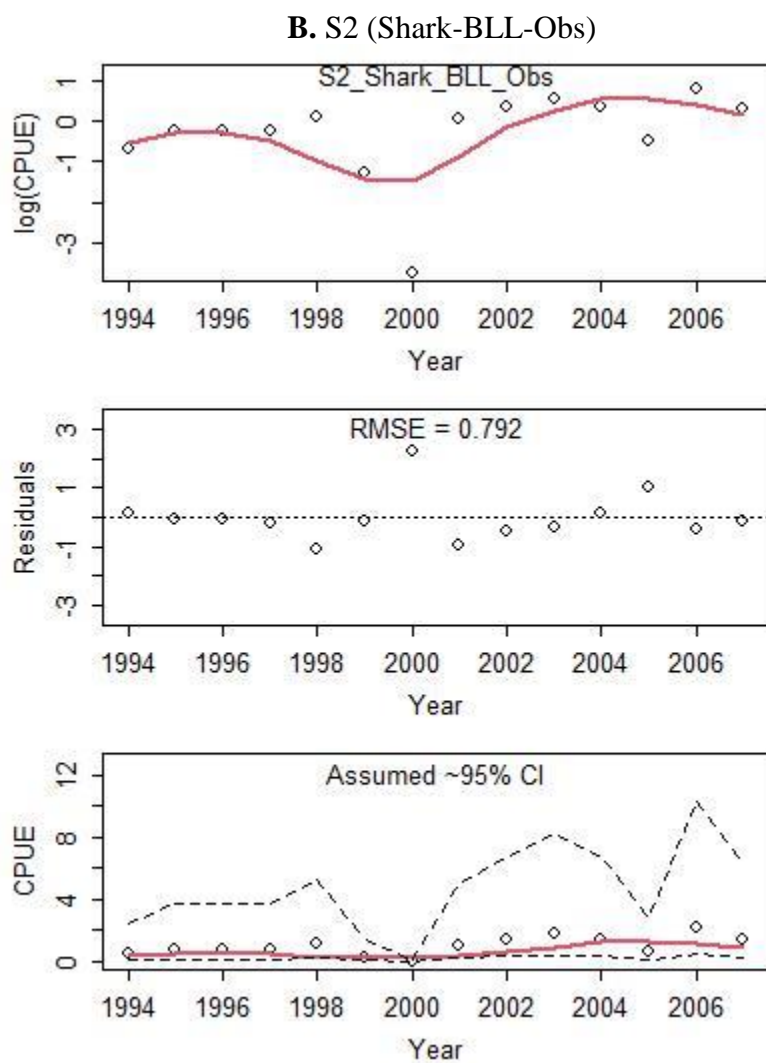 B. S2 (Shark-BLL-Obs)
S2_Shark_BLL_Obs
log(CPUE)
1
0
-1
-3
1994 1996 1998 2000 2002 2004 2006
Year
RMSE = 0.792
Residuals
3
1
-1
-3
1994 1996 1998 2000 2002 2004 2006
Year
Assumed ~95% CI
CPUE
12
8
4
0
1994 1996 1998 2000 2002 2004 2006
Year